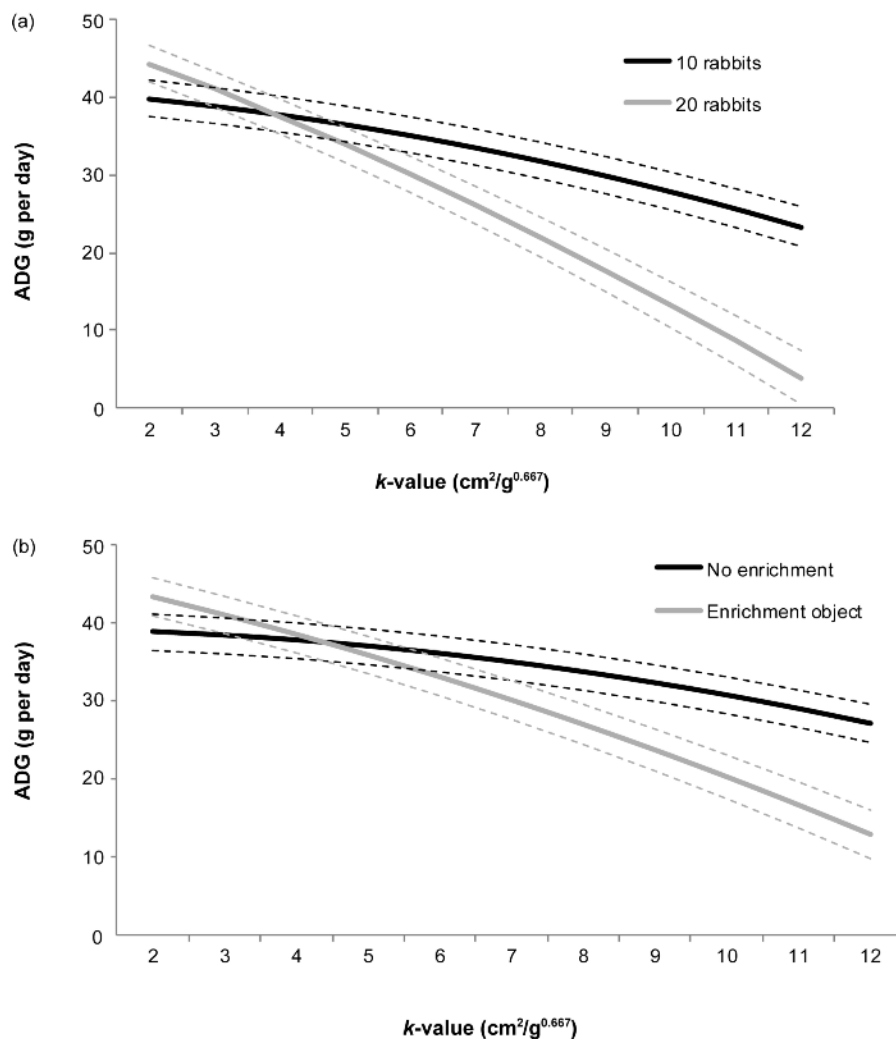 (a)
50
40
30
20
10
0
ADG (g per day)
10 rabbits
20 rabbits
2 3 4 5 6 7 8 9 10 11 12
k-value (cm²/g⁰·⁶⁶⁷)
(b)
50
40
30
20
10
0
ADG (g per day)
No enrichment
Enrichment object
2 3 4 5 6 7 8 9 10 11 12
k-value (cm²/g⁰·⁶⁶⁷)